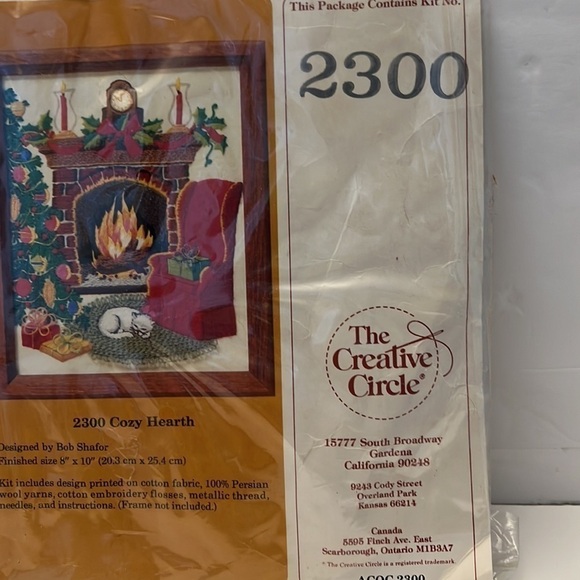 This Package Contains Kit No.
2300
The
Creative
Circle®
2300 Cozy Hearth
Designed by Bob Shafor
Finished size 8" x 10" (20.3 cm x 25.4 cm)
Kit includes design printed on cotton fabric, 100% Persian
wool yarns, cotton embroidery flosses, metallic thread,
needles, and instructions. (Frame not included.)
15777 South Broadway
Gardena
California 90248
9243 Cody Street
Overland Park
Kansas 66214
Canada
5595 Finch Ave. East
Scarborough, Ontario M1B3A7
* The Creative Circle is a registered trademark
ACOC 2300